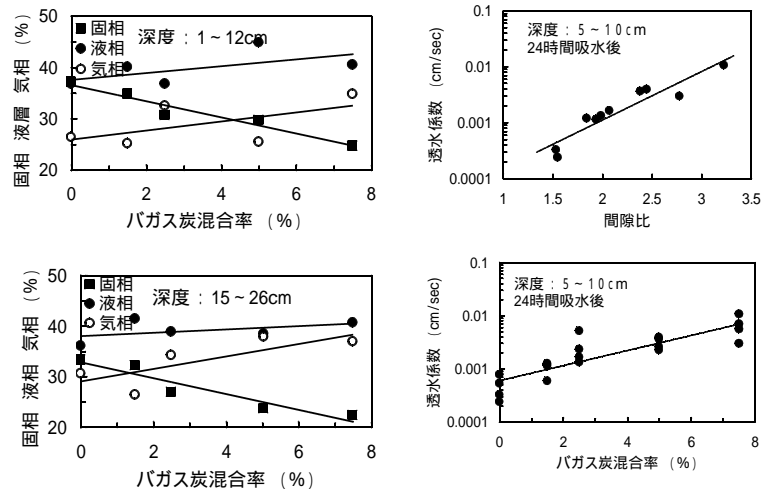 50
40
30
20
固相 液層 気相 (%)
■固相
●液相
○気相
深度：1～12cm
0 2 4 6 8
バガス炭混合率 (%)
0.1
0.01
0.001
0.0001
透水係数 (cm/sec)
深度：5～10cm
24時間吸水後
1 1.5 2 2.5 3 3.5
間隙比
50
40
30
20
固相 液相 気相 (%)
■固相
●液相
○気相
深度：15～26cm
0 2 4 6 8
バガス炭混合率 (%)
0.1
0.01
0.001
0.0001
透水係数 (cm/sec)
深度：5～10cm
24時間吸水後
0 2 4 6 8
バガス炭混合率 (%)